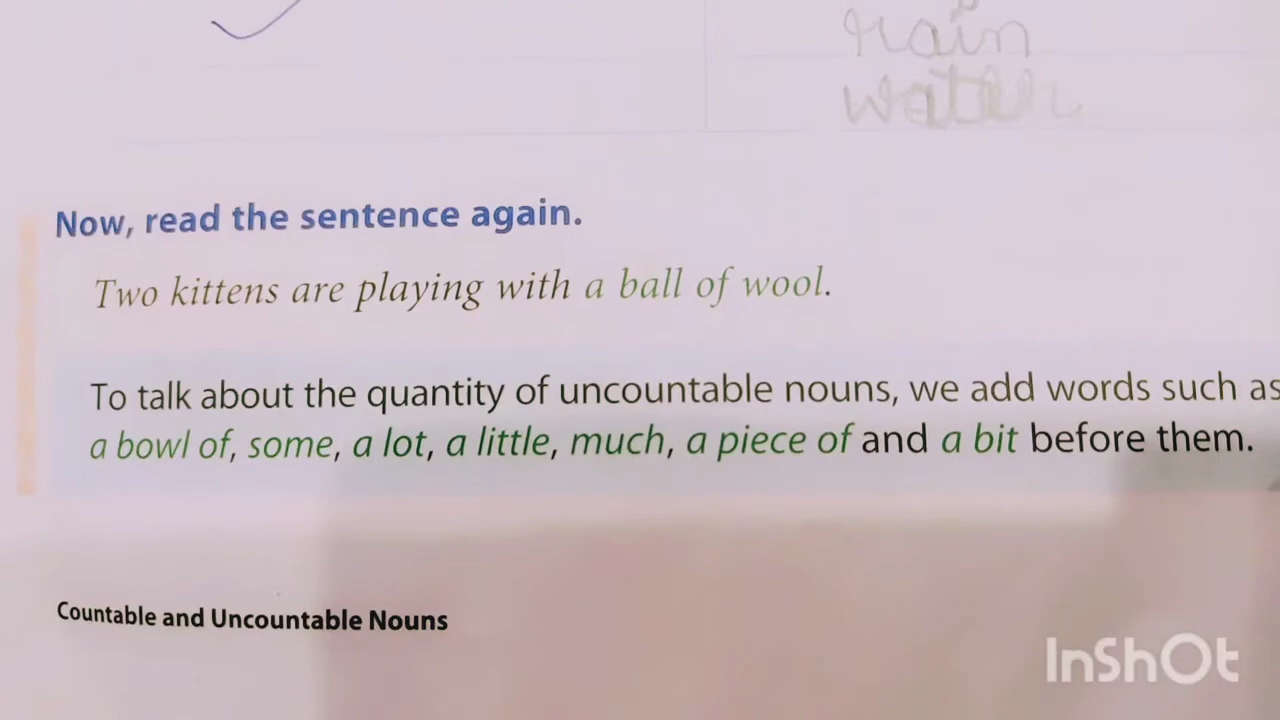 rain
water
Now, read the sentence again.
Two kittens are playing with a ball of wool.
To talk about the quantity of uncountable nouns, we add words such as
a bowl of, some, a lot, a little, much, a piece of and a bit before them.
Countable and Uncountable Nouns
InShOt